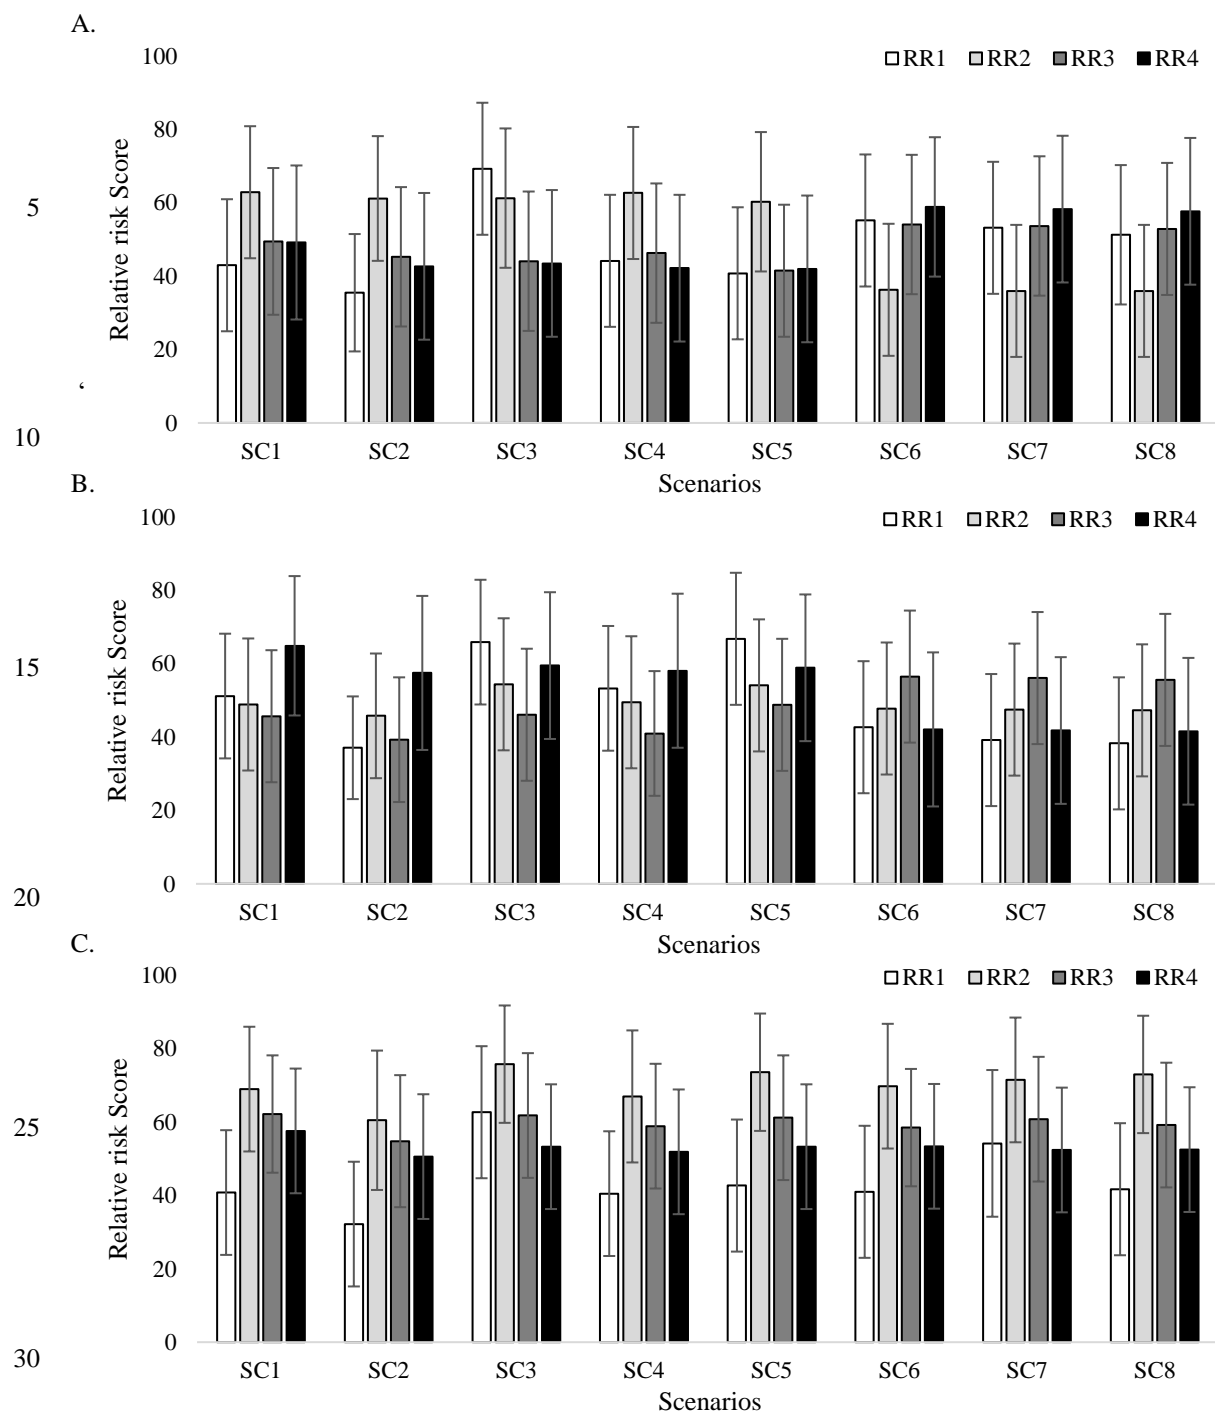 A.
100
RR1 RR2 RR3 RR4
80
60
5
40
20
‘
0
10
Relative risk Score
SC1 SC2 SC3 SC4 SC5 SC6 SC7 SC8
Scenarios
B.
100
RR1 RR2 RR3 RR4
80
60
15
40
20
0
20
Relative risk Score
SC1 SC2 SC3 SC4 SC5 SC6 SC7 SC8
Scenarios
C.
100
RR1 RR2 RR3 RR4
80
60
25
40
20
0
30
Relative risk Score
SC1 SC2 SC3 SC4 SC5 SC6 SC7 SC8
Scenarios